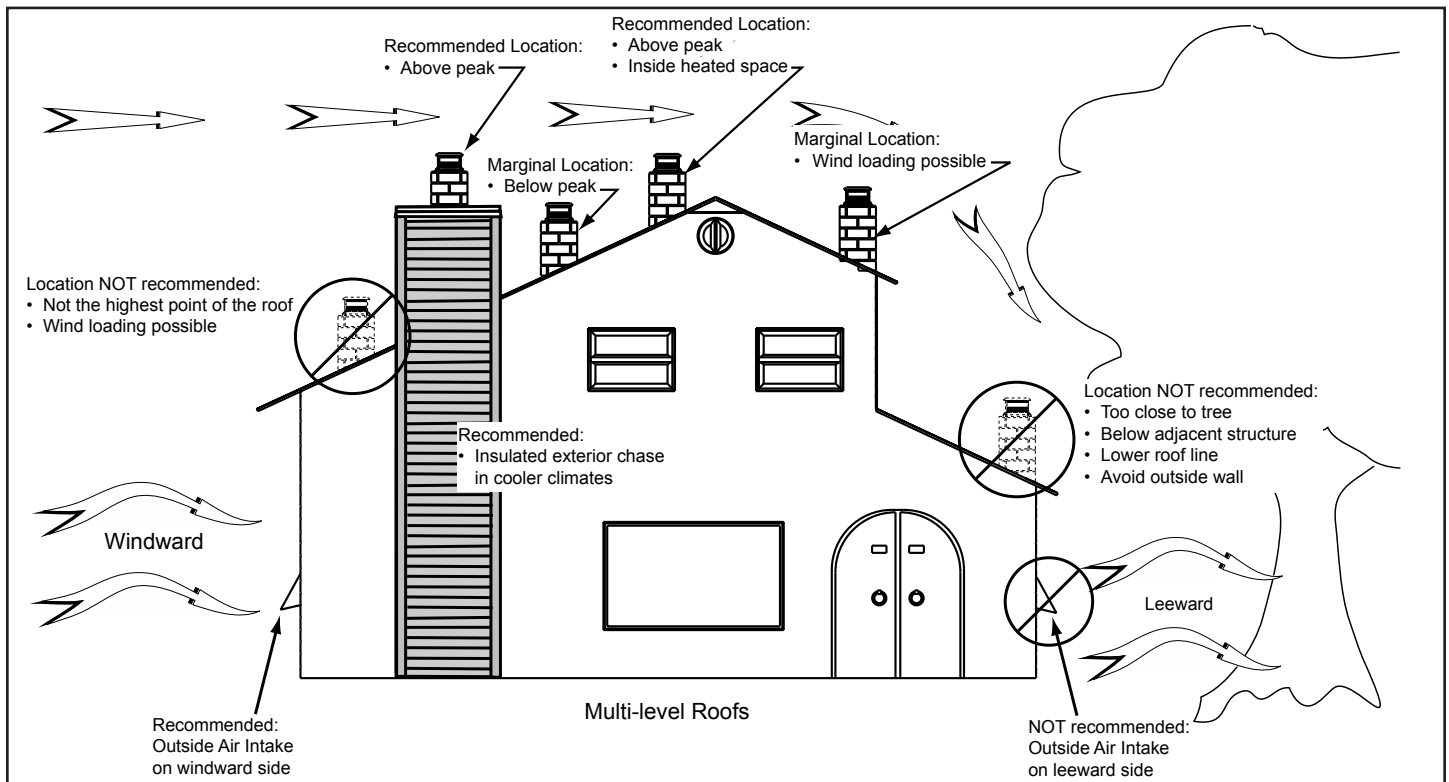 Recommended Location:
• Above peak
Recommended Location:
• Above peak
• Inside heated space
Marginal Location:
• Below peak
Marginal Location:
• Wind loading possible
Location NOT recommended:
• Not the highest point of the roof
• Wind loading possible
Location NOT recommended:
• Too close to tree
• Below adjacent structure
• Lower roof line
• Avoid outside wall
Recommended:
• Insulated exterior chase
in cooler climates
Windward
Leeward
Recommended:
Outside Air Intake
on windward side
Multi-level Roofs
NOT recommended:
Outside Air Intake
on leeward side